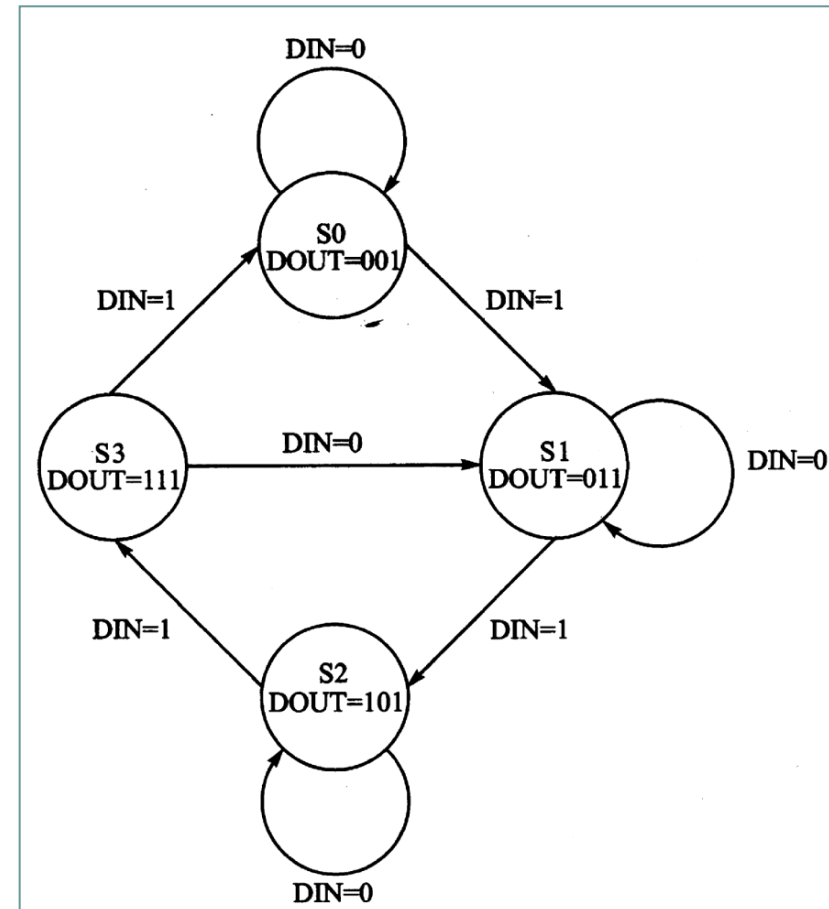 DIN=0
S0
DOUT=001
DIN=1
DIN=1
S3
DOUT=111
DIN=0
S1
DOUT=011
DIN=0
DIN=1
DIN=1
S2
DOUT=101
DIN=0